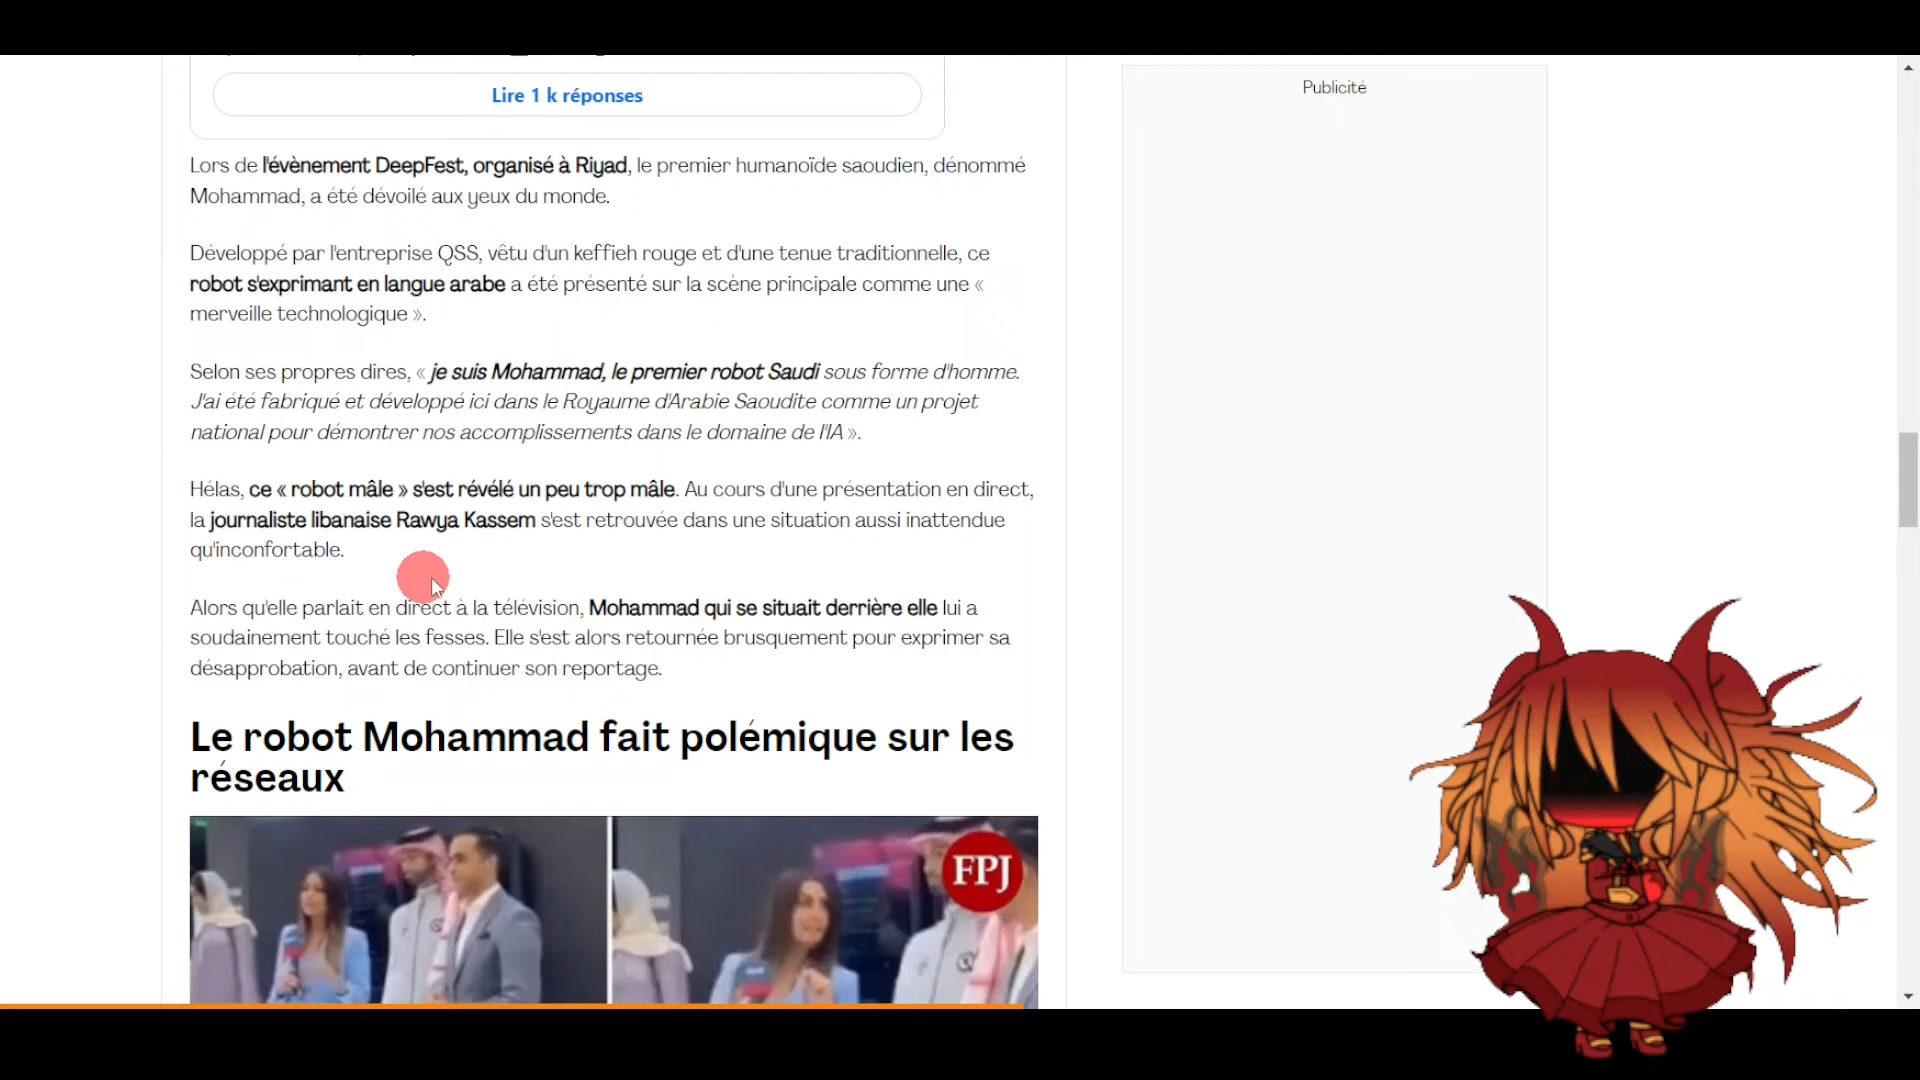 Lire 1 k réponses
Publicité
Lors de l'évènement DeepFest, organisé à Riyad, le premier humanoïde saoudien, dénommé
Mohammad, a été dévoilé aux yeux du monde.
Développé par l'entreprise QSS, vêtu d'un keffieh rouge et d'une tenue traditionnelle, ce
robot s'exprimant en langue arabe a été présenté sur la scène principale comme une «
merveille technologique ».
Selon ses propres dires, « je suis Mohammad, le premier robot Saudi sous forme d'homme.
J'ai été fabriqué et développé ici dans le Royaume d'Arabie Saoudite comme un projet
national pour démontrer nos accomplissements dans le domaine de l'IA ».
Hélas, ce « robot mâle » s'est révélé un peu trop mâle. Au cours d'une présentation en direct,
la journaliste libanaise Rawya Kassem s'est retrouvée dans une situation aussi inattendue
qu'inconfortable.
Alors qu'elle parlait en direct à la télévision, Mohammad qui se situait derrière elle lui a
soudainement touché les fesses. Elle s'est alors retournée brusquement pour exprimer sa
désapprobation, avant de continuer son reportage.
Le robot Mohammad fait polémique sur les
réseaux
FPJ